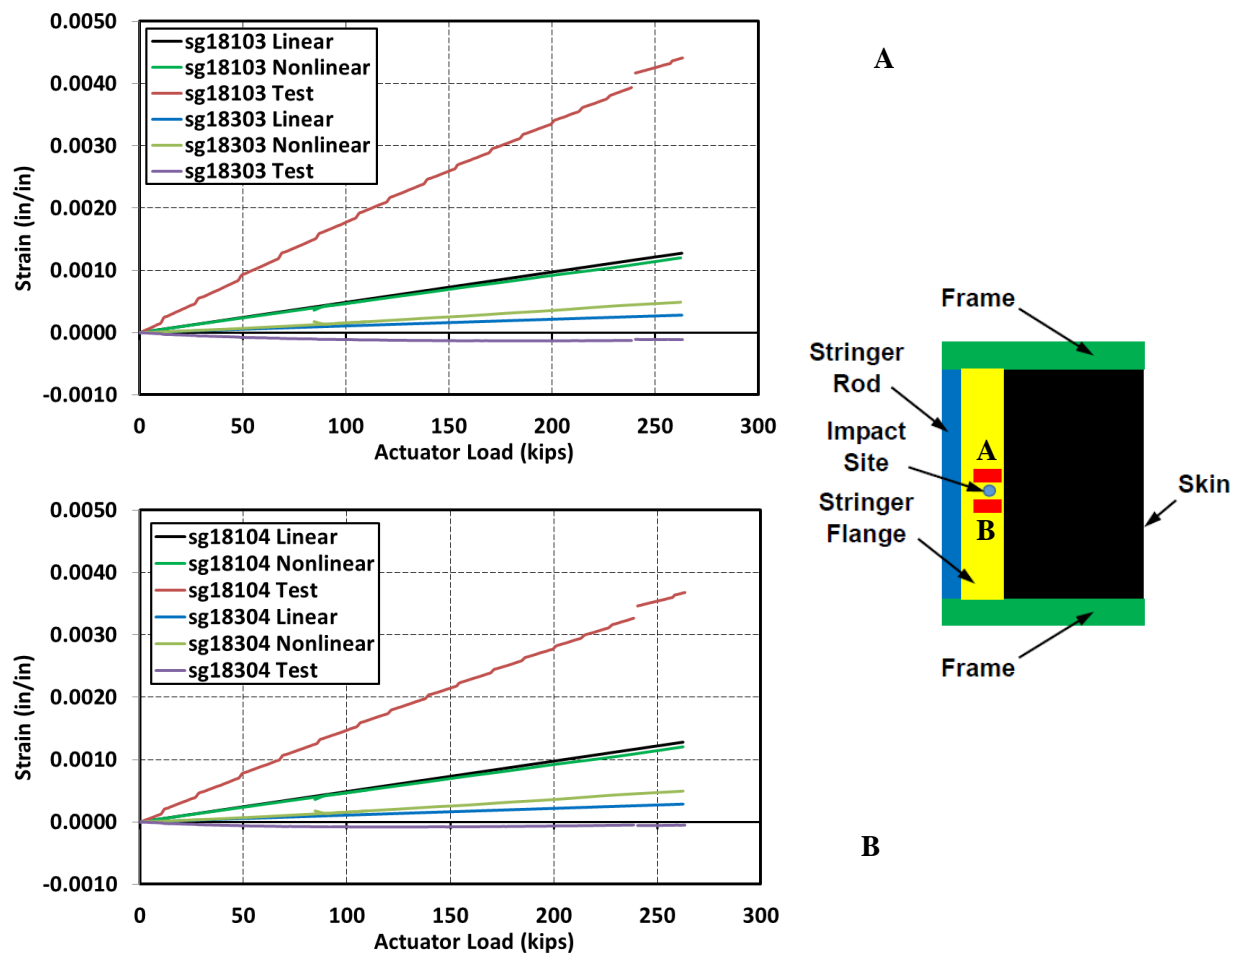 0.0050
0.0040
0.0030
0.0020
0.0010
0.0000
-0.0010
Strain (in/in)
sg18103 Linear
sg18103 Nonlinear
sg18103 Test
sg18303 Linear
sg18303 Nonlinear
sg18303 Test
0 50 100 150 200 250 300
Actuator Load (kips)
A
0.0050
0.0040
0.0030
0.0020
0.0010
0.0000
-0.0010
Strain (in/in)
sg18104 Linear
sg18104 Nonlinear
sg18104 Test
sg18304 Linear
sg18304 Nonlinear
sg18304 Test
0 50 100 150 200 250 300
Actuator Load (kips)
B
Frame
Stringer
Rod
Impact
Site
Stringer
Flange
A
B
Skin
Frame